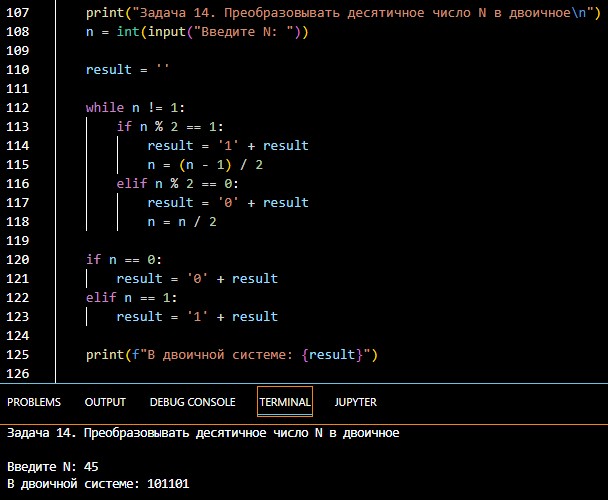 107 print("Задача 14. Преобразовывать десятичное число N в двоичное\n")
108 n = int(input("Введите N: "))
109
110 result = ''
111
112 while n != 1:
113 if n % 2 == 1:
114 result = '1' + result
115 n = (n - 1) / 2
116 elif n % 2 == 0:
117 result = '0' + result
118 n = n / 2
119
120 if n == 0:
121 result = '0' + result
122 elif n == 1:
123 result = '1' + result
124
125 print(f"В двоичной системе: {result}")
126
PROBLEMS OUTPUT DEBUG CONSOLE TERMINAL JUPYTER
Задача 14. Преобразовывать десятичное число N в двоичное
Введите N: 45
В двоичной системе: 101101